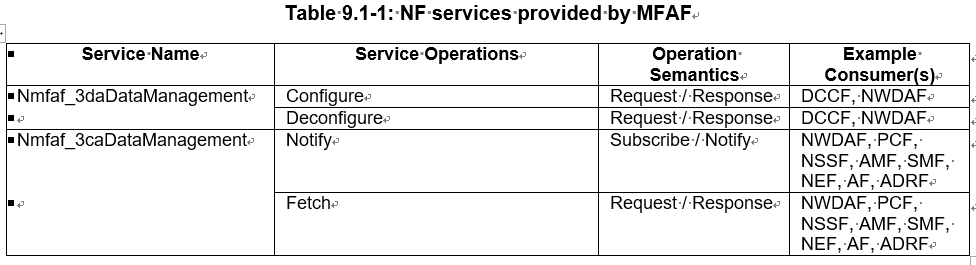 Table 9.1-1: NF services provided by MFAF
Service Name
Service Operations
Operation
Semantics
Example
Consumer(s)
Nmfaf_3daDataManagement
Configure
Request / Response
DCCF, NWDAF
Deconfigure
Request / Response
DCCF, NWDAF
Nmfaf_3caDataManagement
Notify
Subscribe / Notify
NWDAF, PCF,
NSSF, AMF, SMF,
NEF, AF, ADRF
Fetch
Request / Response
NWDAF, PCF,
NSSF, AMF, SMF,
NEF, AF, ADRF